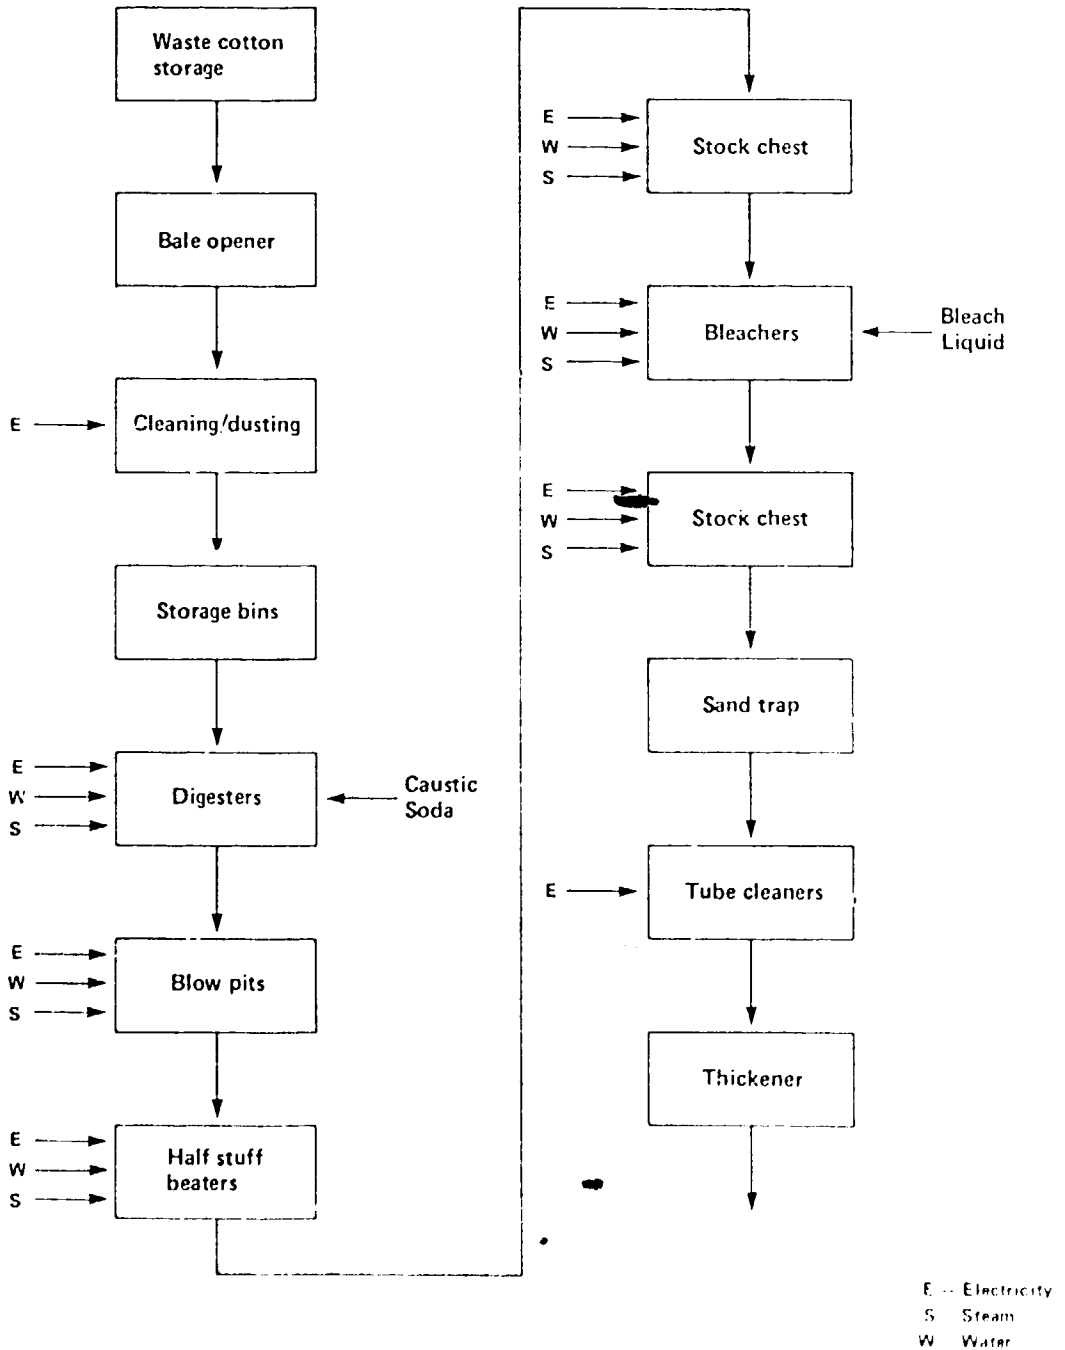 Waste cotton
storage
Bale opener
E
Cleaning/dusting
Storage bins
E
W
S
Digesters
Caustic
Soda
E
W
S
Blow pits
E
W
S
Half stuff
beaters
E
W
S
Stock chest
E
W
S
Bleachers
Bleach
Liquid
E
W
S
Stock chest
Sand trap
E
Tube cleaners
Thickener
E -- Electricity
S Steam
W Water